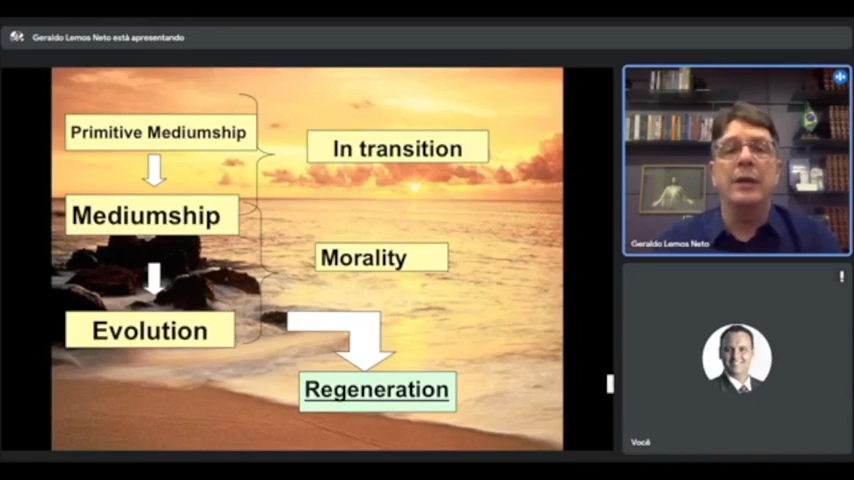 Geraldo Lemos Neto está apresentando
Primitive Mediumship
In transition
Mediumship
Morality
Evolution
Regeneration
Geraldo Lemos Neto
Você